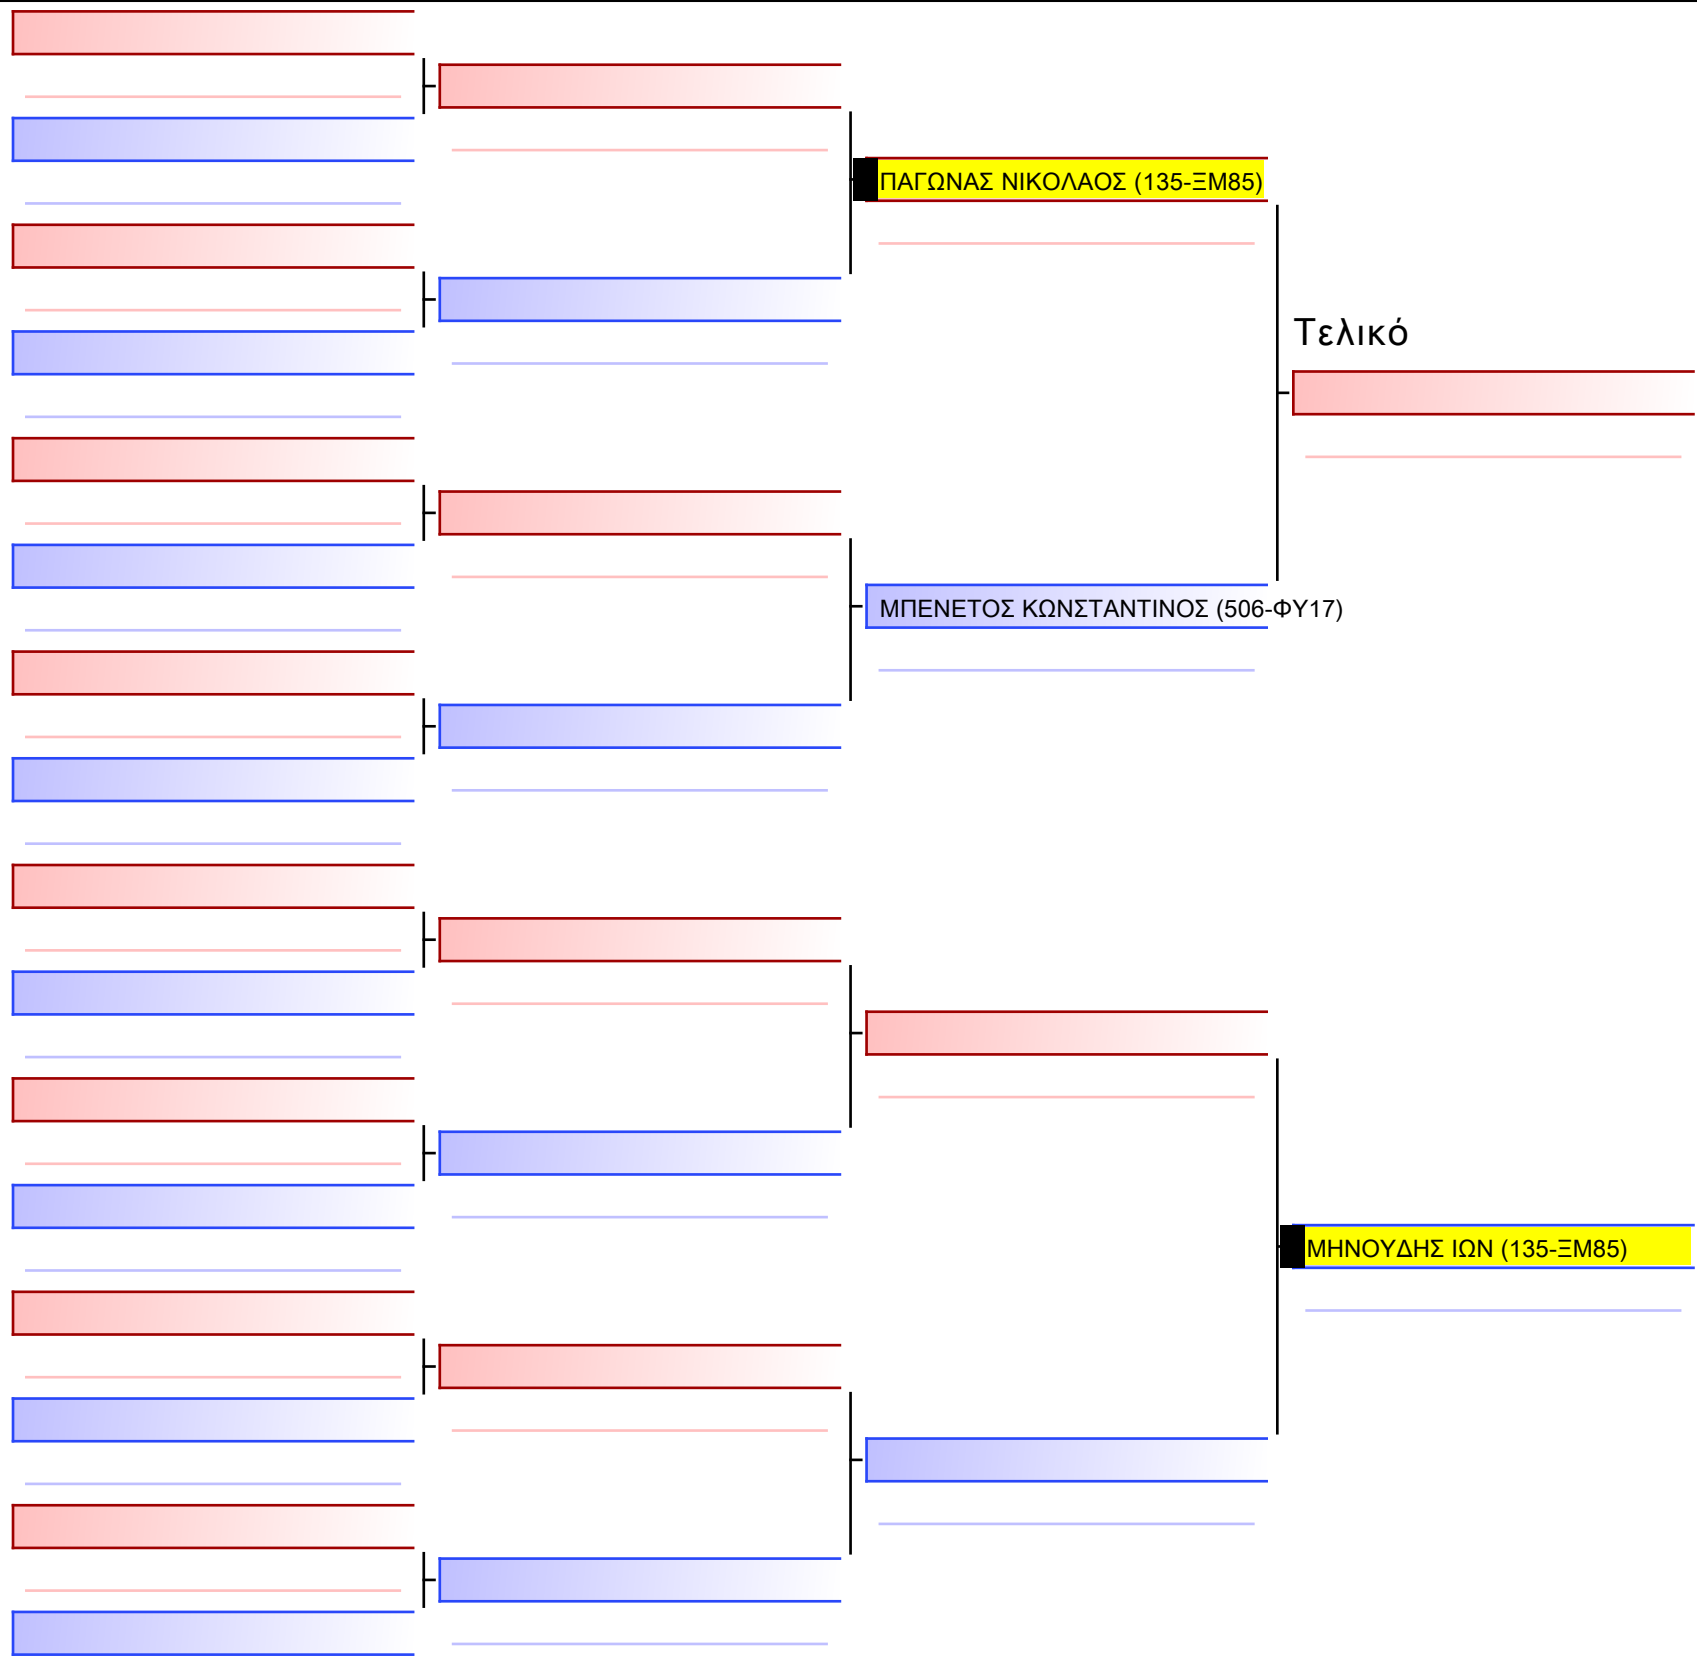 ΠΑΓΩΝΑΣ ΝΙΚΟΛΑΟΣ (135-ΞΜ85)
Τελικό
ΜΠΕΝΕΤΟΣ ΚΩΝΣΤΑΝΤΙΝΟΣ (506-ΦΥ17)
ΜΗΝΟΥΔΗΣ ΙΩΝ (135-ΞΜ85)